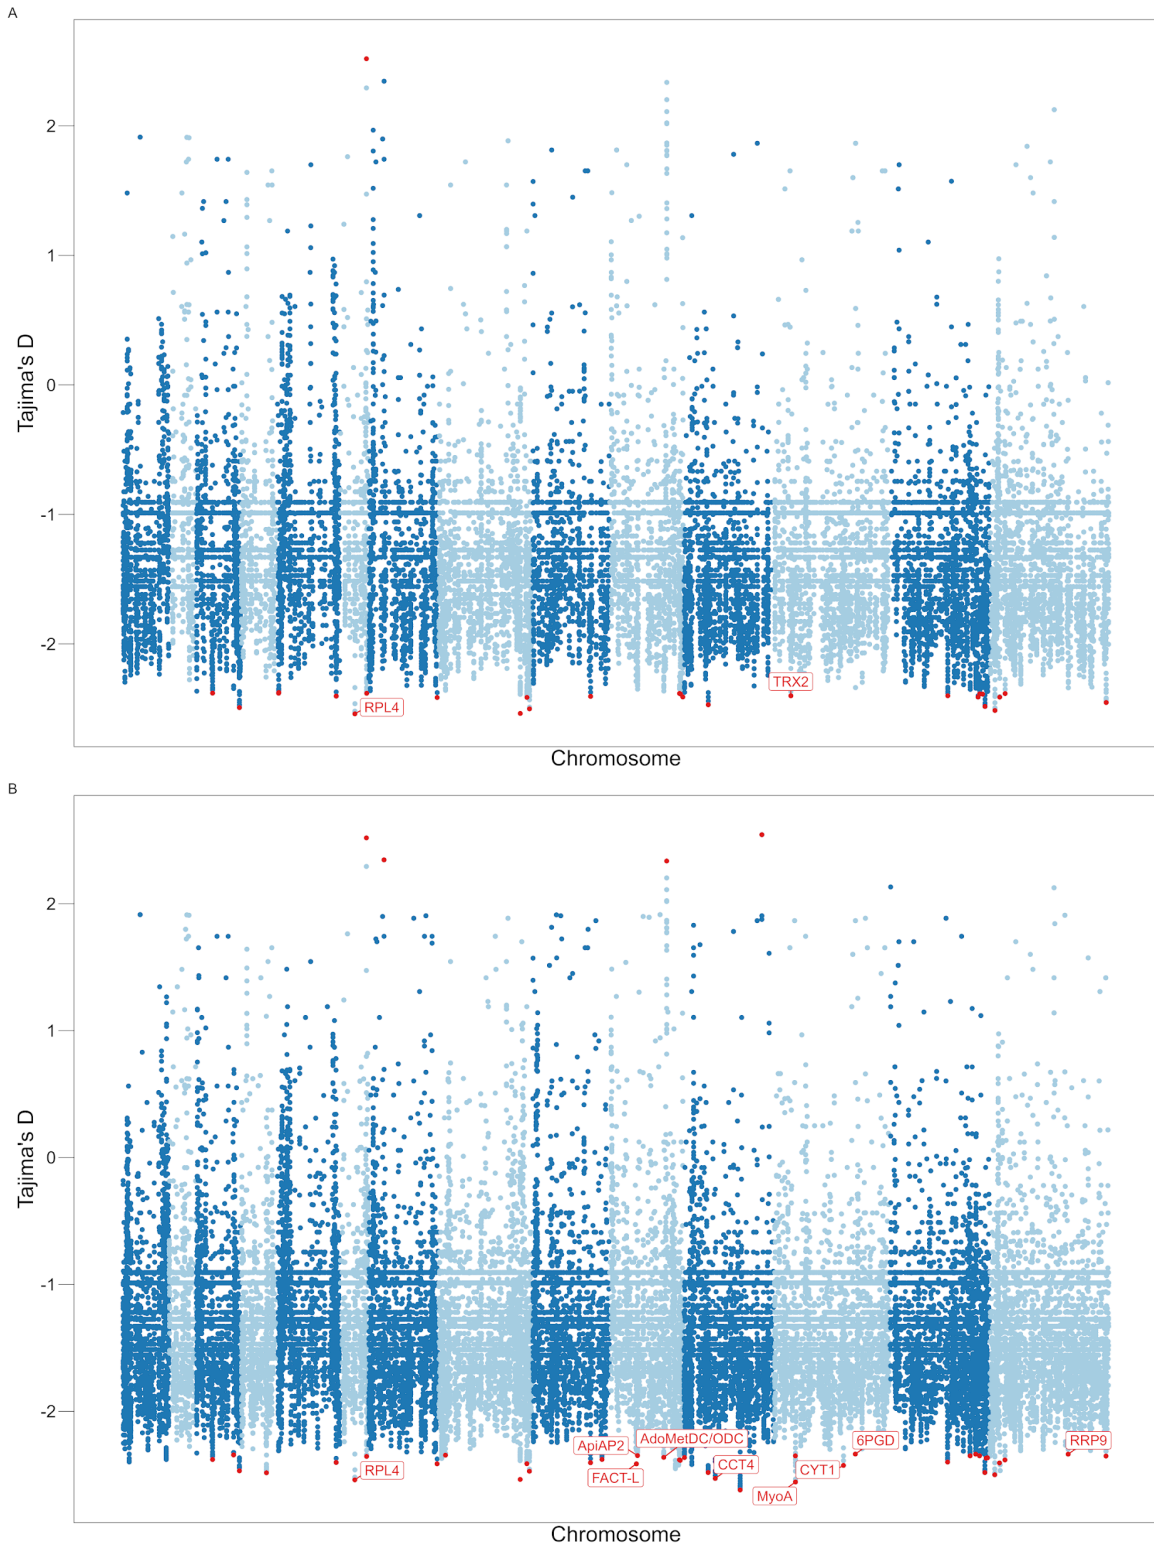 A
2
1
0
-1
-2
Tajima's D
TRX2
RPL4
Chromosome
B
2
1
0
-1
-2
Tajima's D
ApiAP2
AdoMetDC/ODC
6PGD
RRP9
RPL4
FACT-L
CCT4
CYT1
MyoA
Chromosome